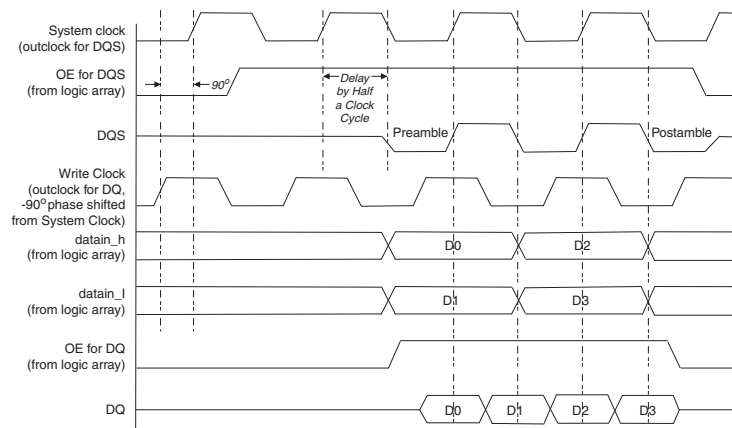 System clock
(outclock for DQS)
OE for DQS
(from logic array)
90°
Delay
by Half
a Clock
Cycle
DQS
Preamble
Postamble
Write Clock
(outclock for DQ,
-90° phase shifted
from System Clock)
datain_h
(from logic array)
D0
D2
datain_l
(from logic array)
D1
D3
OE for DQ
(from logic array)
DQ
D0
D1
D2
D3